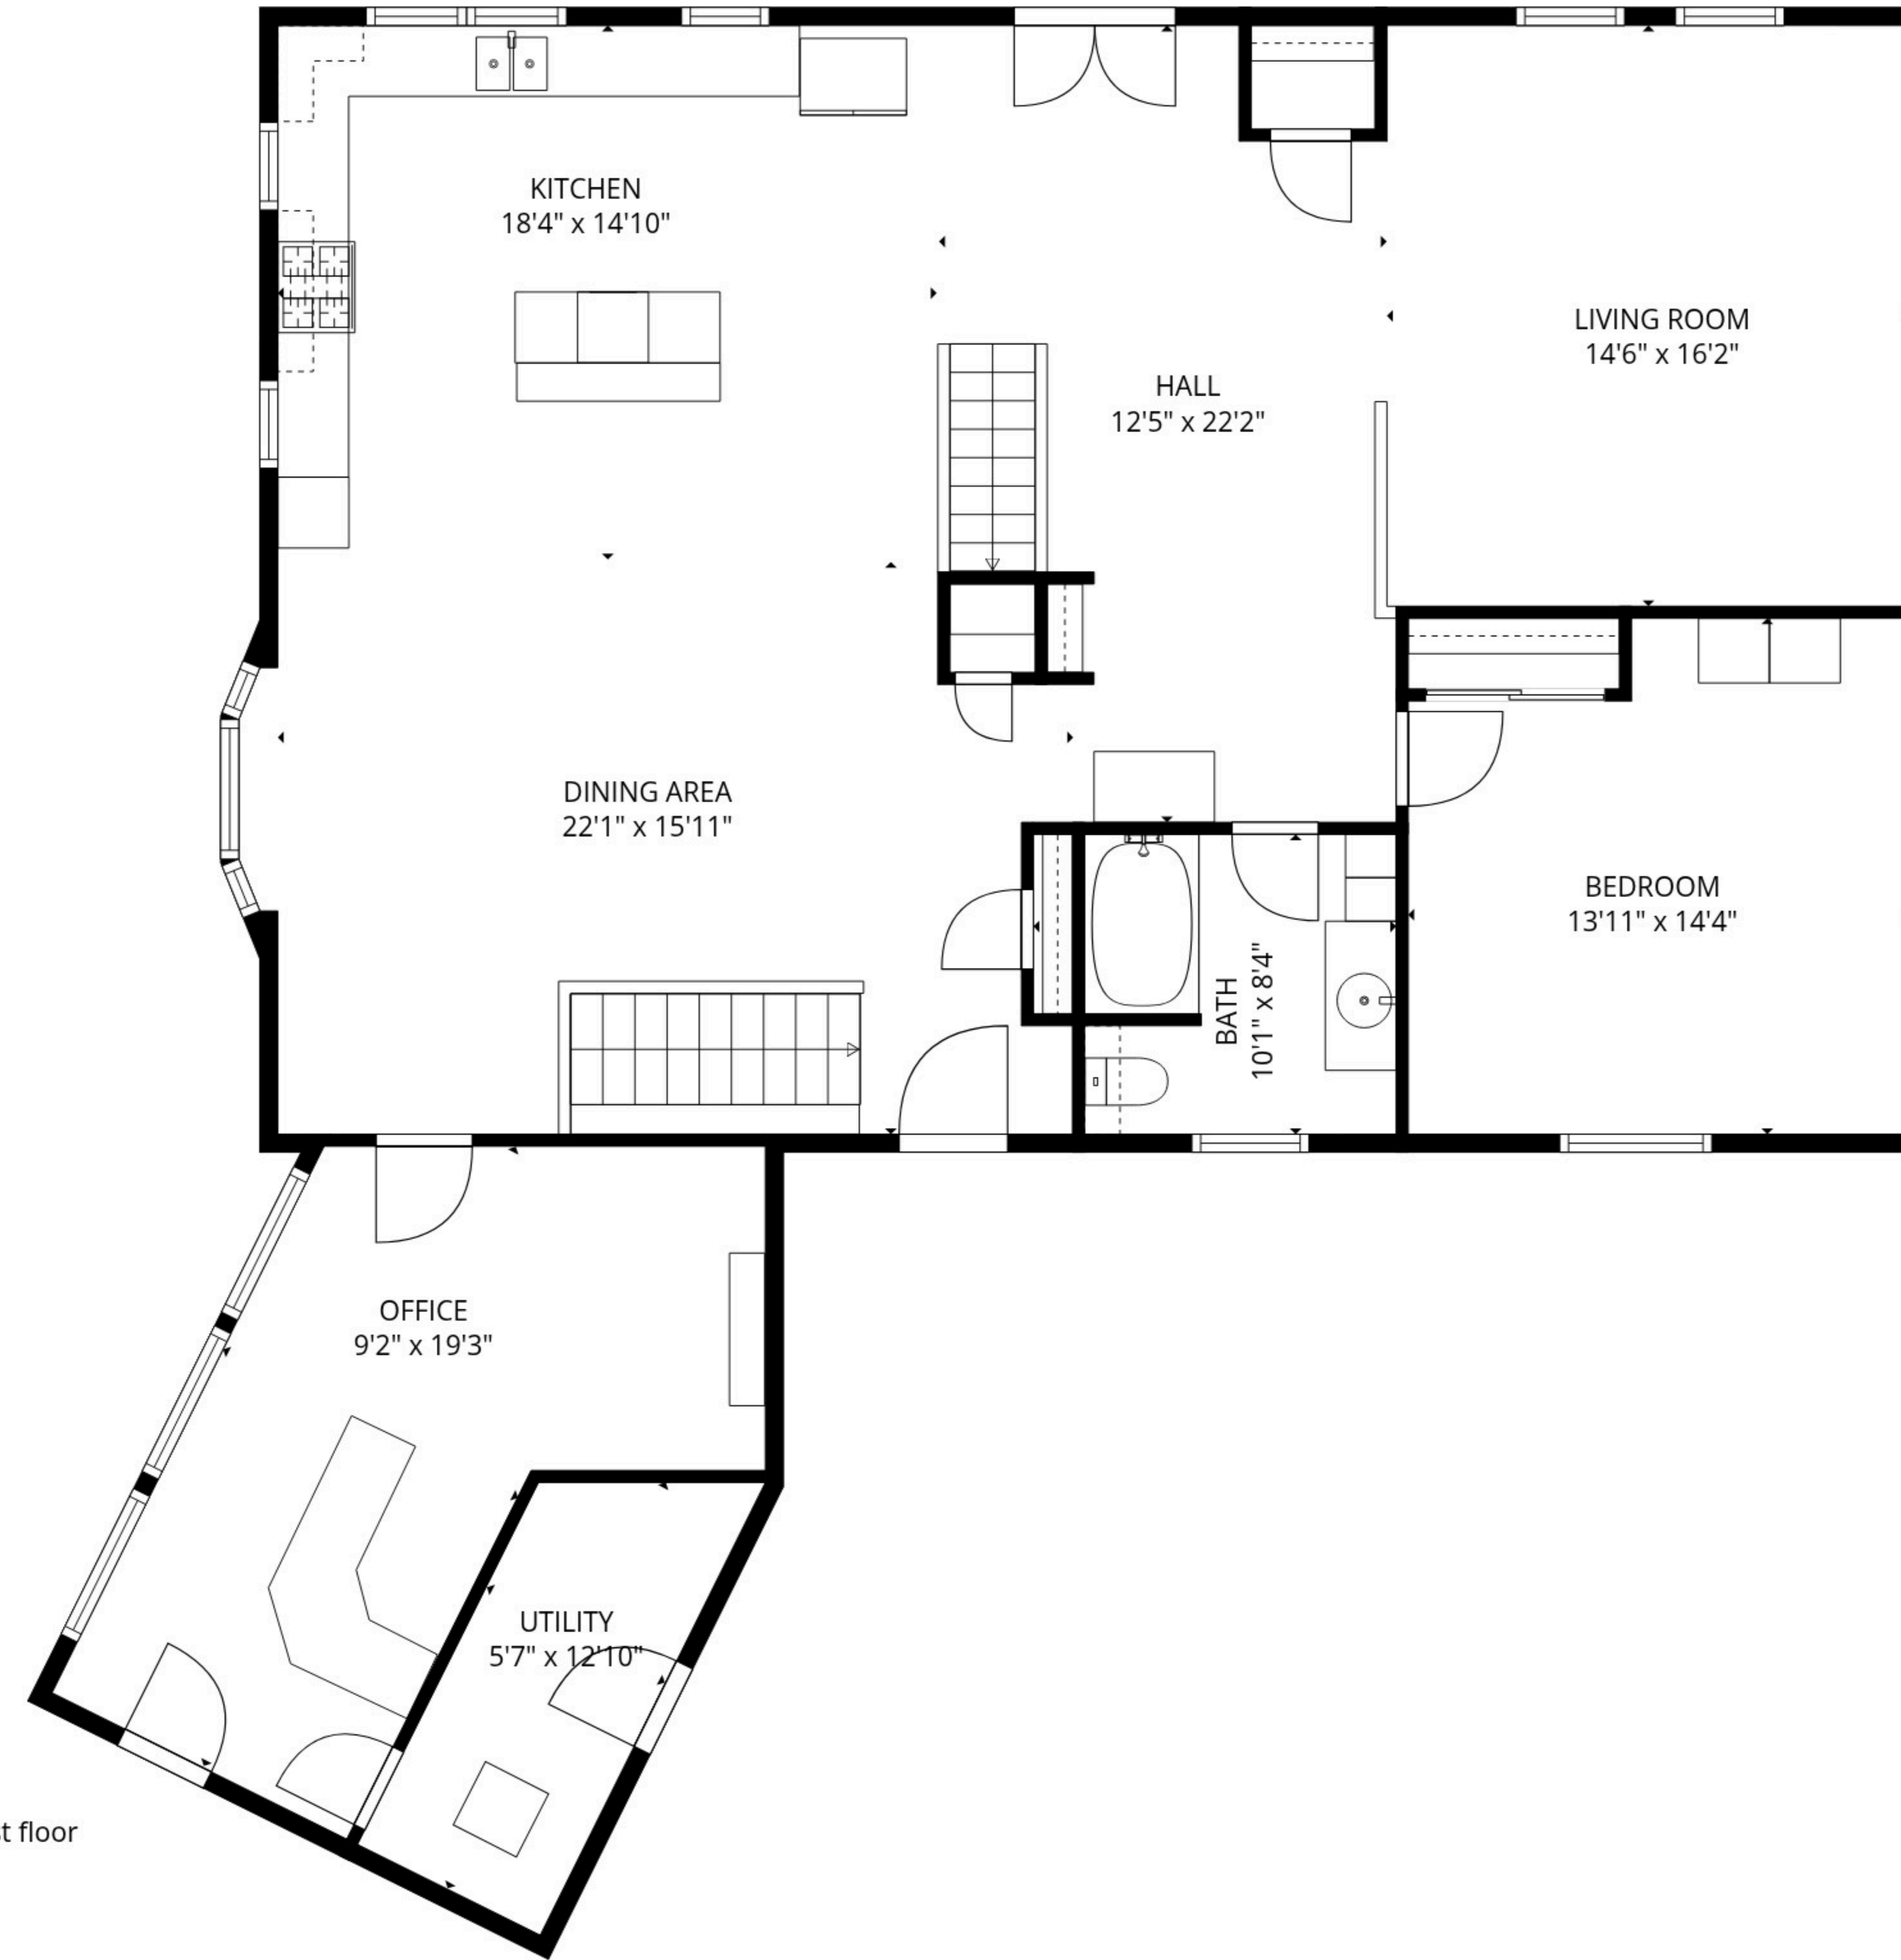 KITCHEN
18'4" x 14'10"
LIVING ROOM
14'6" x 16'2"
HALL
12'5" x 22'2"
DINING AREA
22'1" x 15'11"
BEDROOM
13'11" x 14'4"
BATH
10'1" x 8'4"
OFFICE
9'2" x 19'3"
UTILITY
5'7" x 12'10"
t floor